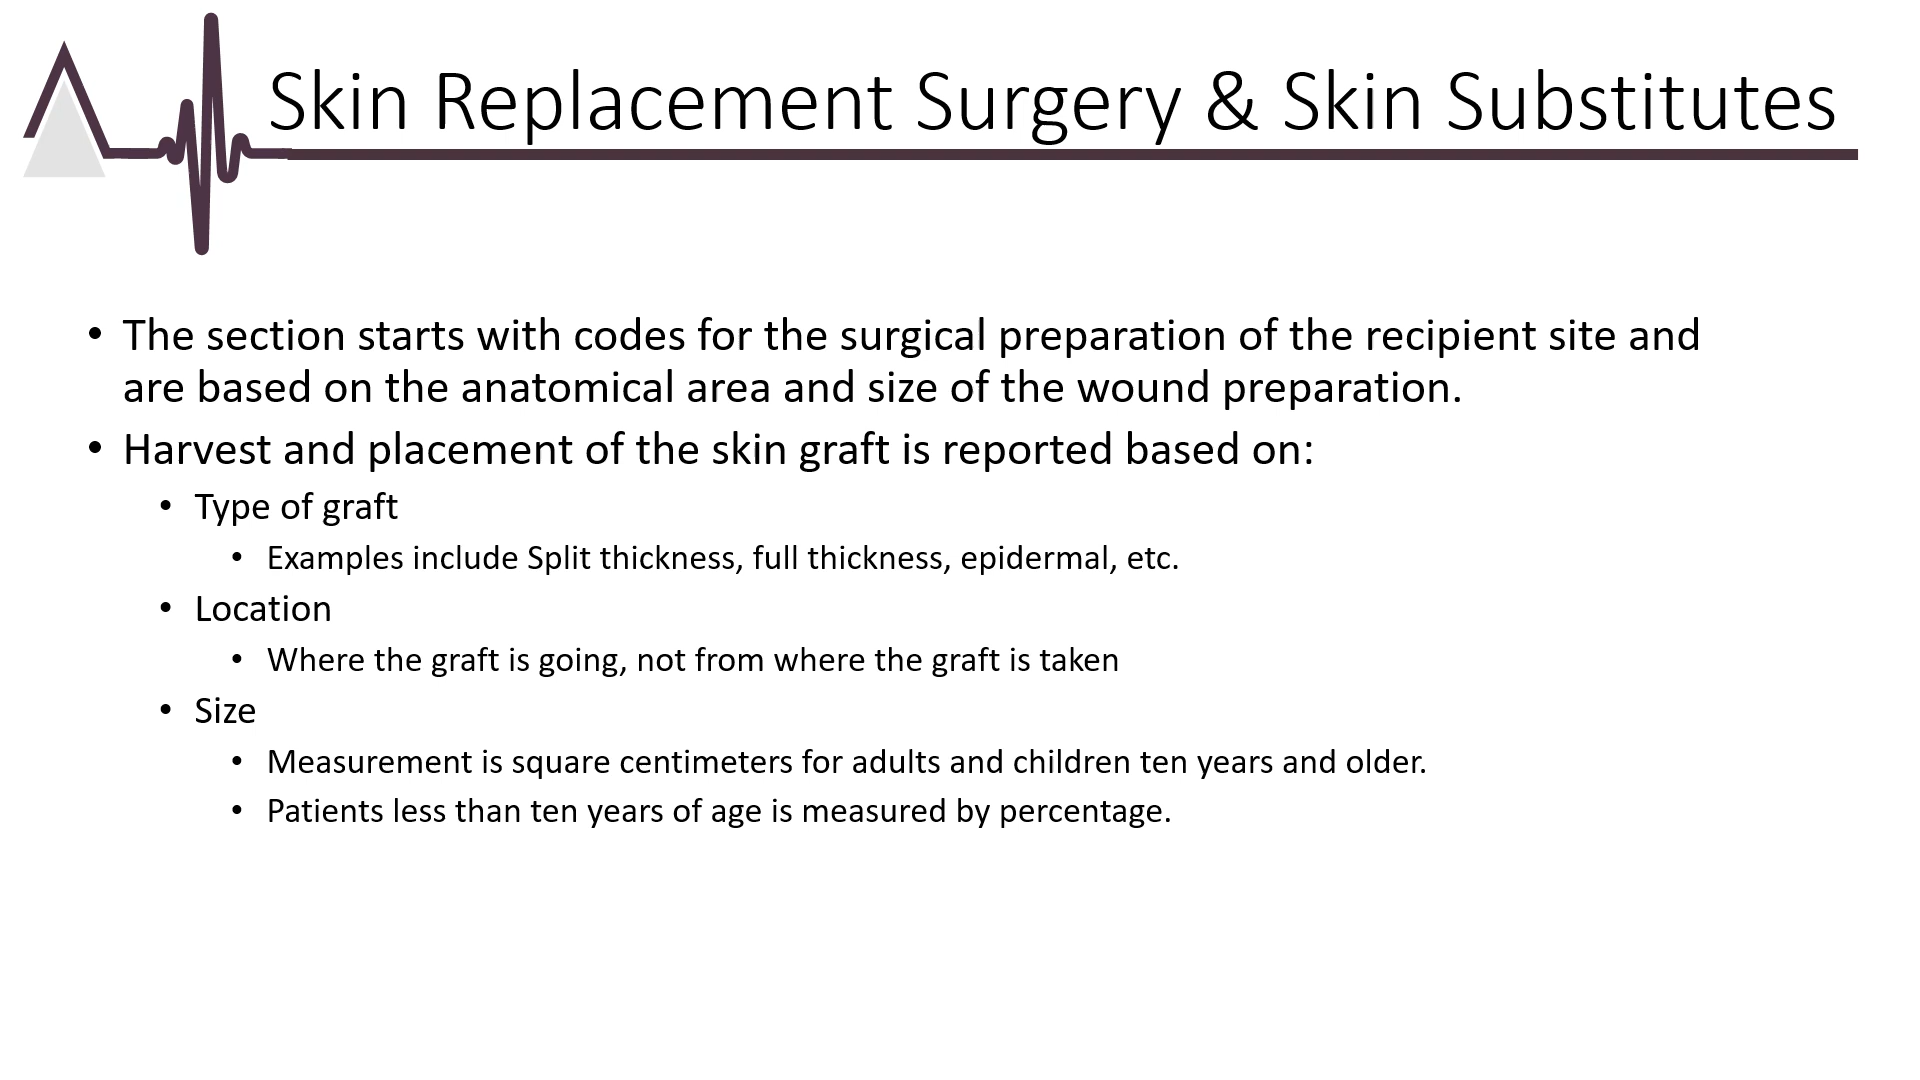 Skin Replacement Surgery & Skin Substitutes
• The section starts with codes for the surgical preparation of the recipient site and
are based on the anatomical area and size of the wound preparation.
• Harvest and placement of the skin graft is reported based on:
• Type of graft
• Examples include Split thickness, full thickness, epidermal, etc.
• Location
• Where the graft is going, not from where the graft is taken
• Size
• Measurement is square centimeters for adults and children ten years and older.
• Patients less than ten years of age is measured by percentage.